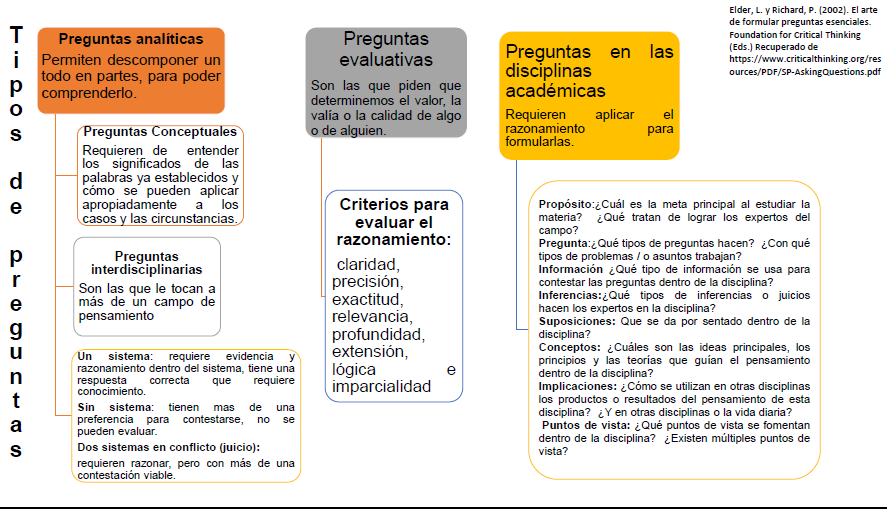 Tipos de preguntas
Preguntas analíticas
Permiten descomponer un
todo en partes, para poder
comprenderlo.
Preguntas Conceptuales
Requieren de entender
los significados de las
palabras ya establecidos y
cómo se pueden aplicar
apropiadamente a los
casos y las circunstancias.
Preguntas
interdisciplinarias
Son las que le tocan a
más de un campo de
pensamiento
Un sistema: requiere evidencia y
razonamiento dentro del sistema, tiene una
respuesta correcta que requiere
conocimiento.
Sin sistema: tienen mas de una
preferencia para contestarse, no se
pueden evaluar.
Dos sistemas en conflicto (juicio):
requieren razonar, pero con más de una
contestación viable.
Preguntas
evaluativas
Son las que piden que
determinemos el valor, la
valía o la calidad de algo
o de alguien.
Criterios para
evaluar el
razonamiento:
claridad,
precisión,
exactitud,
relevancia,
profundidad,
extensión,
lógica e
imparcialidad
Preguntas en las
disciplinas
académicas
Requieren aplicar el
razonamiento para
formularlas.
Propósito:¿Cuál es la meta principal al estudiar la
materia? ¿Qué tratan de lograr los expertos del
campo?
Pregunta:¿Qué tipos de preguntas hacen? ¿Con qué
tipos de problemas / o asuntos trabajan?
Información ¿Qué tipo de información se usa para
contestar las preguntas dentro de la disciplina?
Inferencias:¿Qué tipos de inferencias o juicios
hacen los expertos en la disciplina?
Suposiciones: Que se da por sentado dentro de la
disciplina?
Conceptos: ¿Cuáles son las ideas principales, los
principios y las teorías que guían el pensamiento
dentro de la disciplina?
Implicaciones: ¿Cómo se utilizan en otras disciplinas
los productos o resultados del pensamiento de esta
disciplina? ¿Y en otras disciplinas o la vida diaria?
Puntos de vista: ¿Qué puntos de vista se fomentan
dentro de la disciplina? ¿Existen múltiples puntos de
vista?
Elder, L. y Richard, P. (2002). El arte
de formular preguntas esenciales.
Foundation for Critical Thinking
(Eds.) Recuperado de
https://www.criticalthinking.org/res
ources/PDF/SP-AskingQuestions.pdf